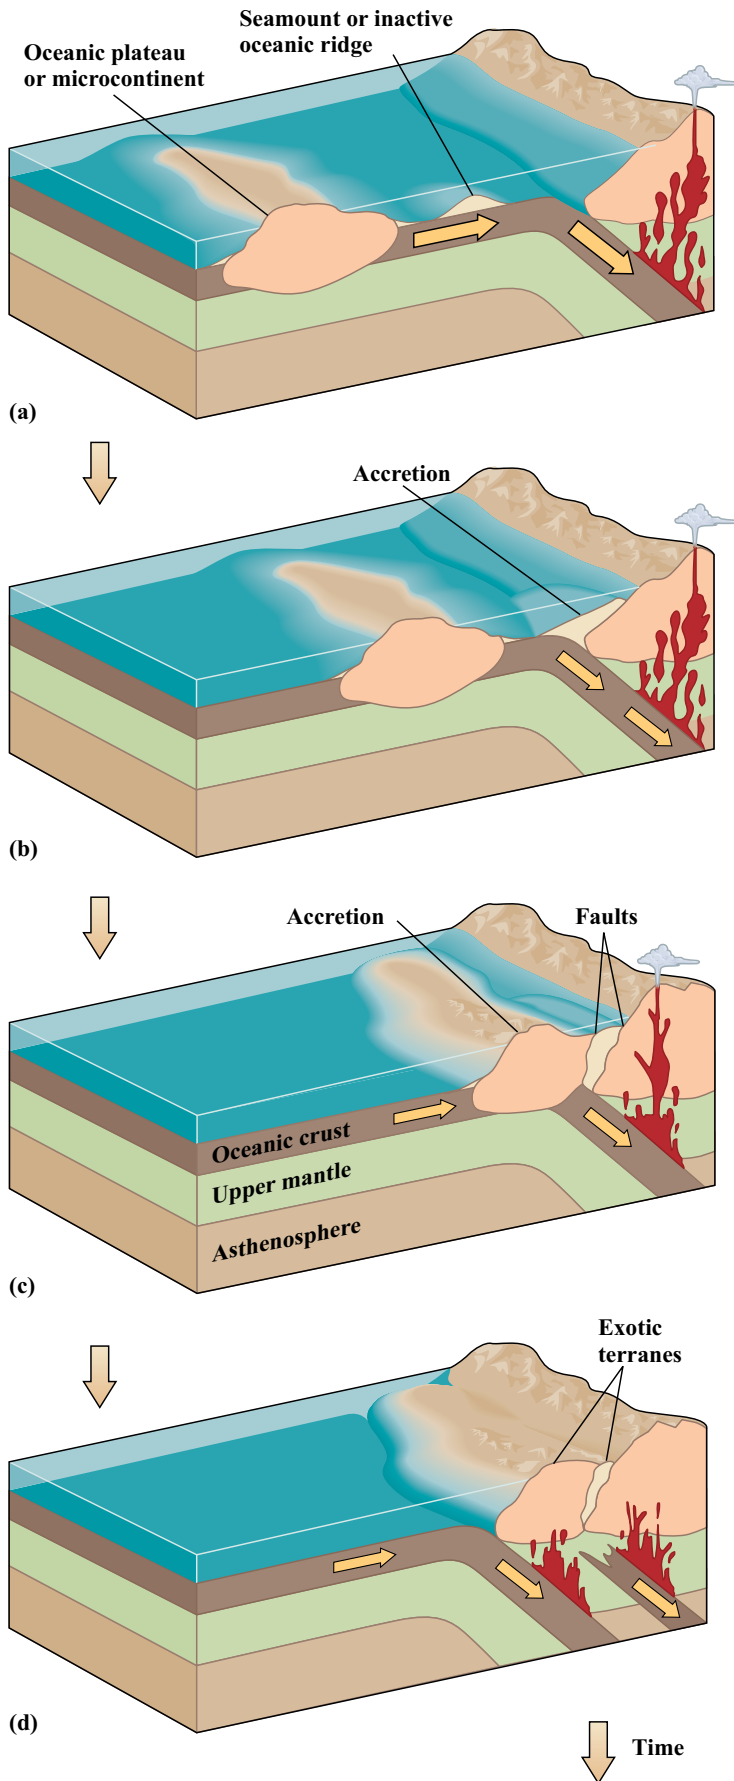 Seamount or inactive
oceanic ridge
Oceanic plateau
or microcontinent
(a)
Accretion
(b)
Accretion
Faults
Oceanic crust
Upper mantle
Asthenosphere
(c)
Exotic
terranes
(d)
Time